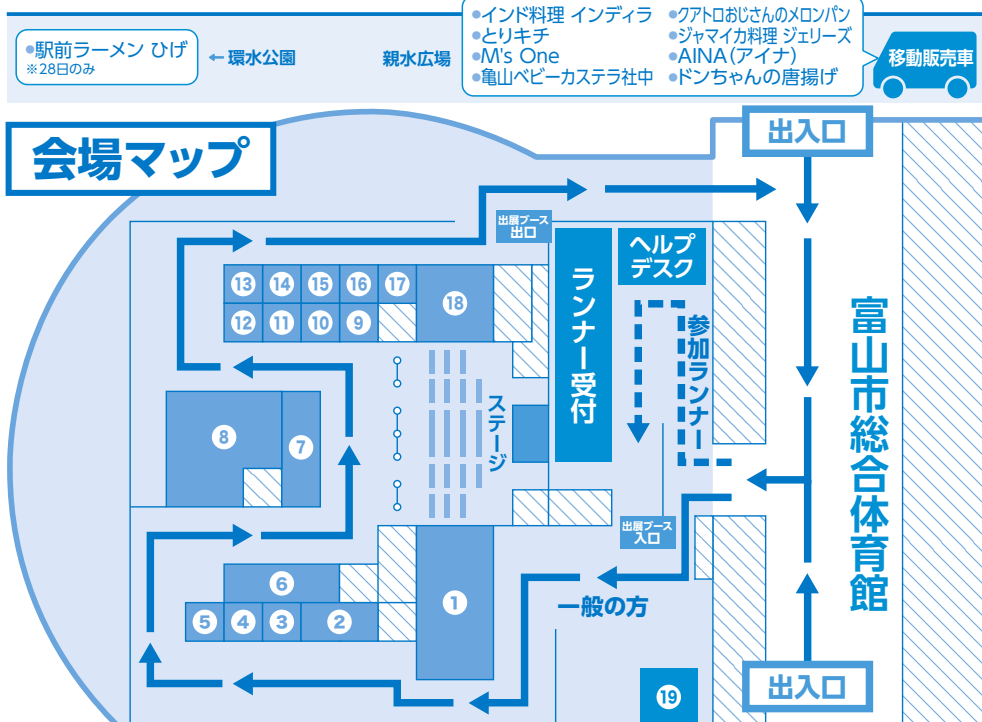 ●駅前ラーメン ひげ
※28日のみ
←環水公園
親水広場
●インド料理 インディラ
●とりキチ
●M's One
●亀山ベビーカステラ社中
●クアトロおじさんのメロンパン
●ジャマイカ料理 ジェリーズ
●AINA(アイナ)
●ドンちゃんの唐揚げ
移動販売車
会場マップ
出入口
出展ブース
出口
ヘルプ
デスク
ランナー受付
参加ランナー
富山市総合体育館
⑬ ⑭ ⑮ ⑯ ⑰
⑱
⑫ ⑪ ⑩ ⑨
ステージ
⑧
⑦
出展ブース
入口
⑥
①
一般の方
⑤ ④ ③ ②
⑲
出入口